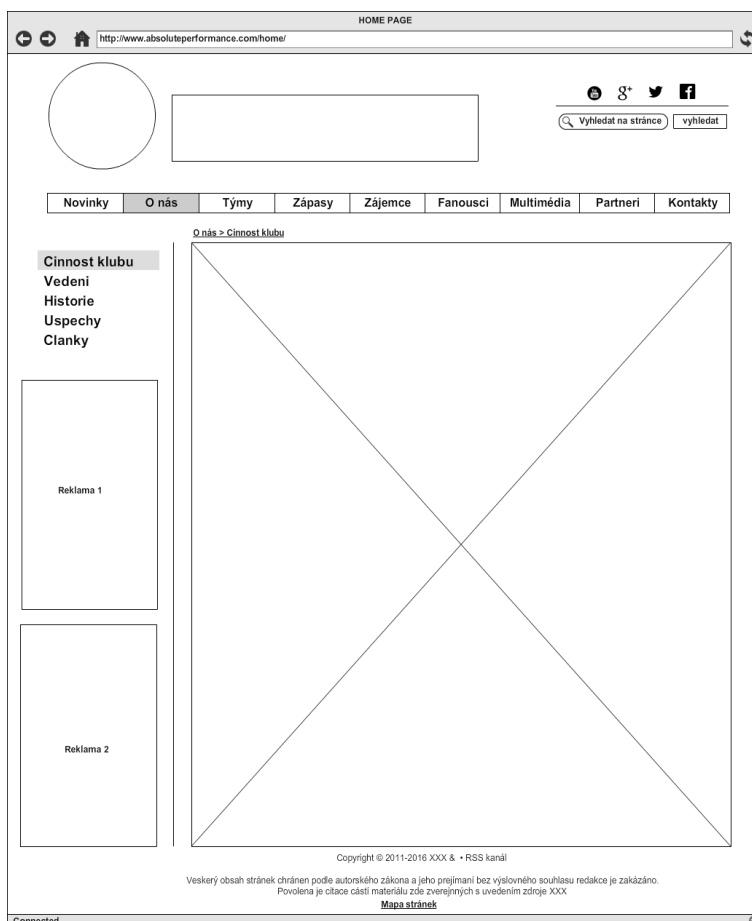 HOME PAGE
http://www.absoluteperformance.com/home/
g+
f
Vyhledat na stránce
vyhledat
Novinky O nás Týmy Zápasy Zájemce Fanousci Multimédia Partneri Kontakty
O nás > Cinnost klubu
Cinnost klubu
Vedeni
Historie
Uspechy
Clanky
Reklama 1
Reklama 2
Copyright © 2011-2016 XXX & • RSS kanál
Veskerý obsah stránek chránen podle autorského zákona a jeho prejímaní bez výslovného souhlasu redakce je zakázáno.
Povolena je citace cástí materiálu zde zverejnných s uvedením zdroje XXX
Mapa stránek
Connected